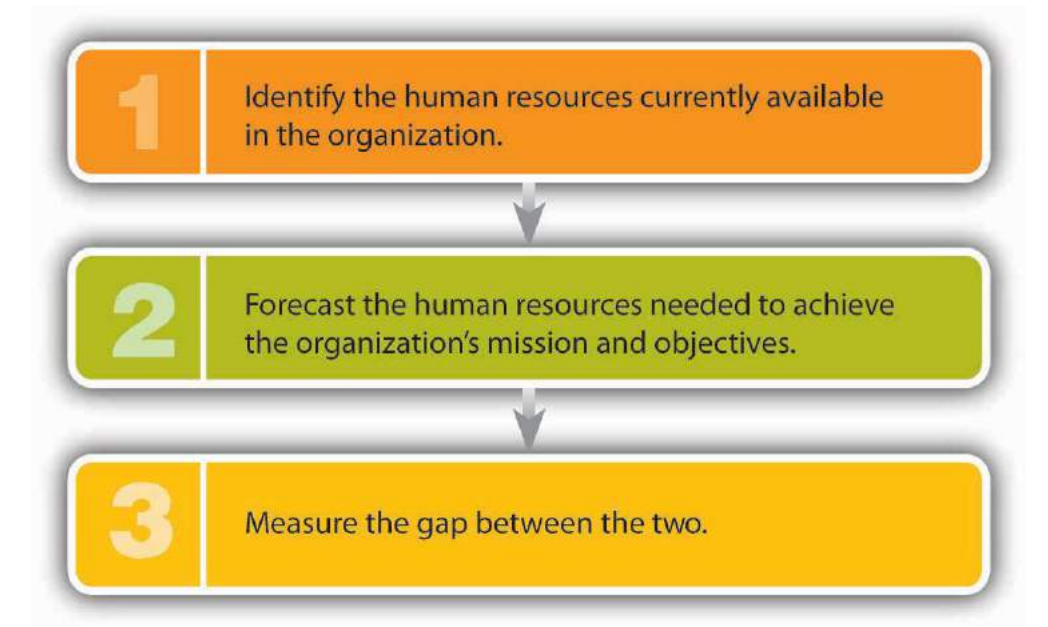 1
Identify the human resources currently available
in the organization.
2
Forecast the human resources needed to achieve
the organization's mission and objectives.
3
Measure the gap between the two.